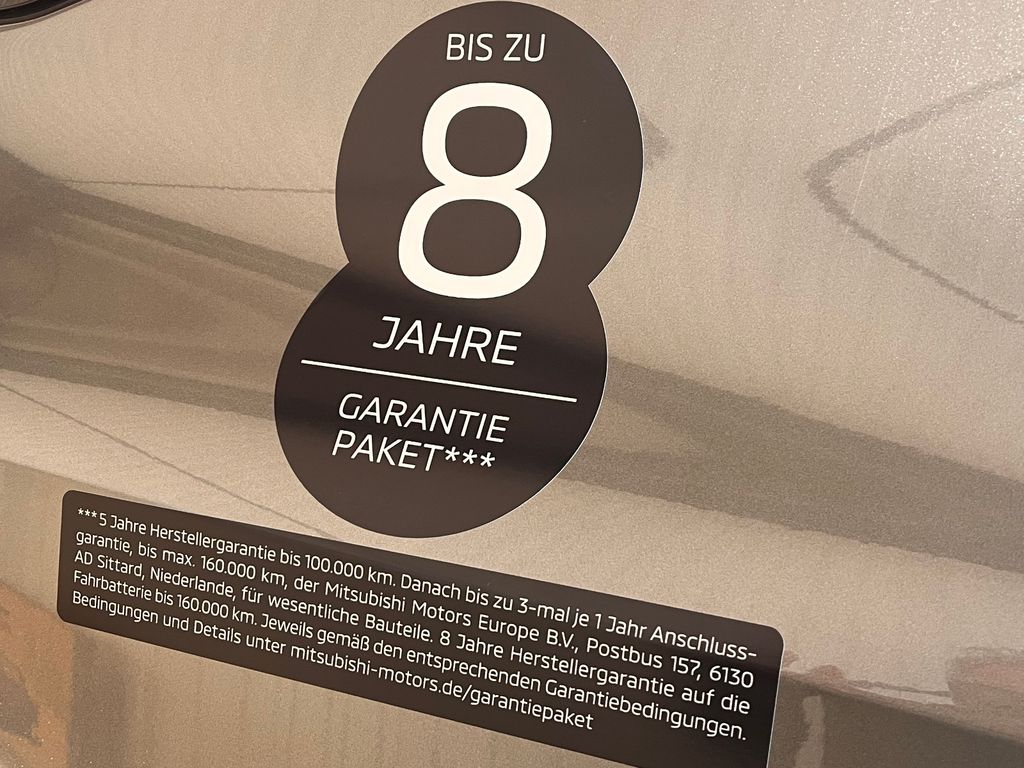 BIS ZU
8
JAHRE
GARANTIE
PAKET***
***5 Jahre Herstellergarantie bis 100.000 km. Danach bis zu 3-mal je 1 Jahr Anschluss-
garantie, bis max. 160.000 km, der Mitsubishi Motors Europe B.V., Postbus 157, 6130
AD Sittard, Niederlande, für wesentliche Bauteile. 8 Jahre Herstellergarantie auf die
Fahrbatterie bis 160.000 km. Jeweils gemäß den entsprechenden Garantiebedingungen.
Bedingungen und Details unter mitsubishi-motors.de/garantiepaket